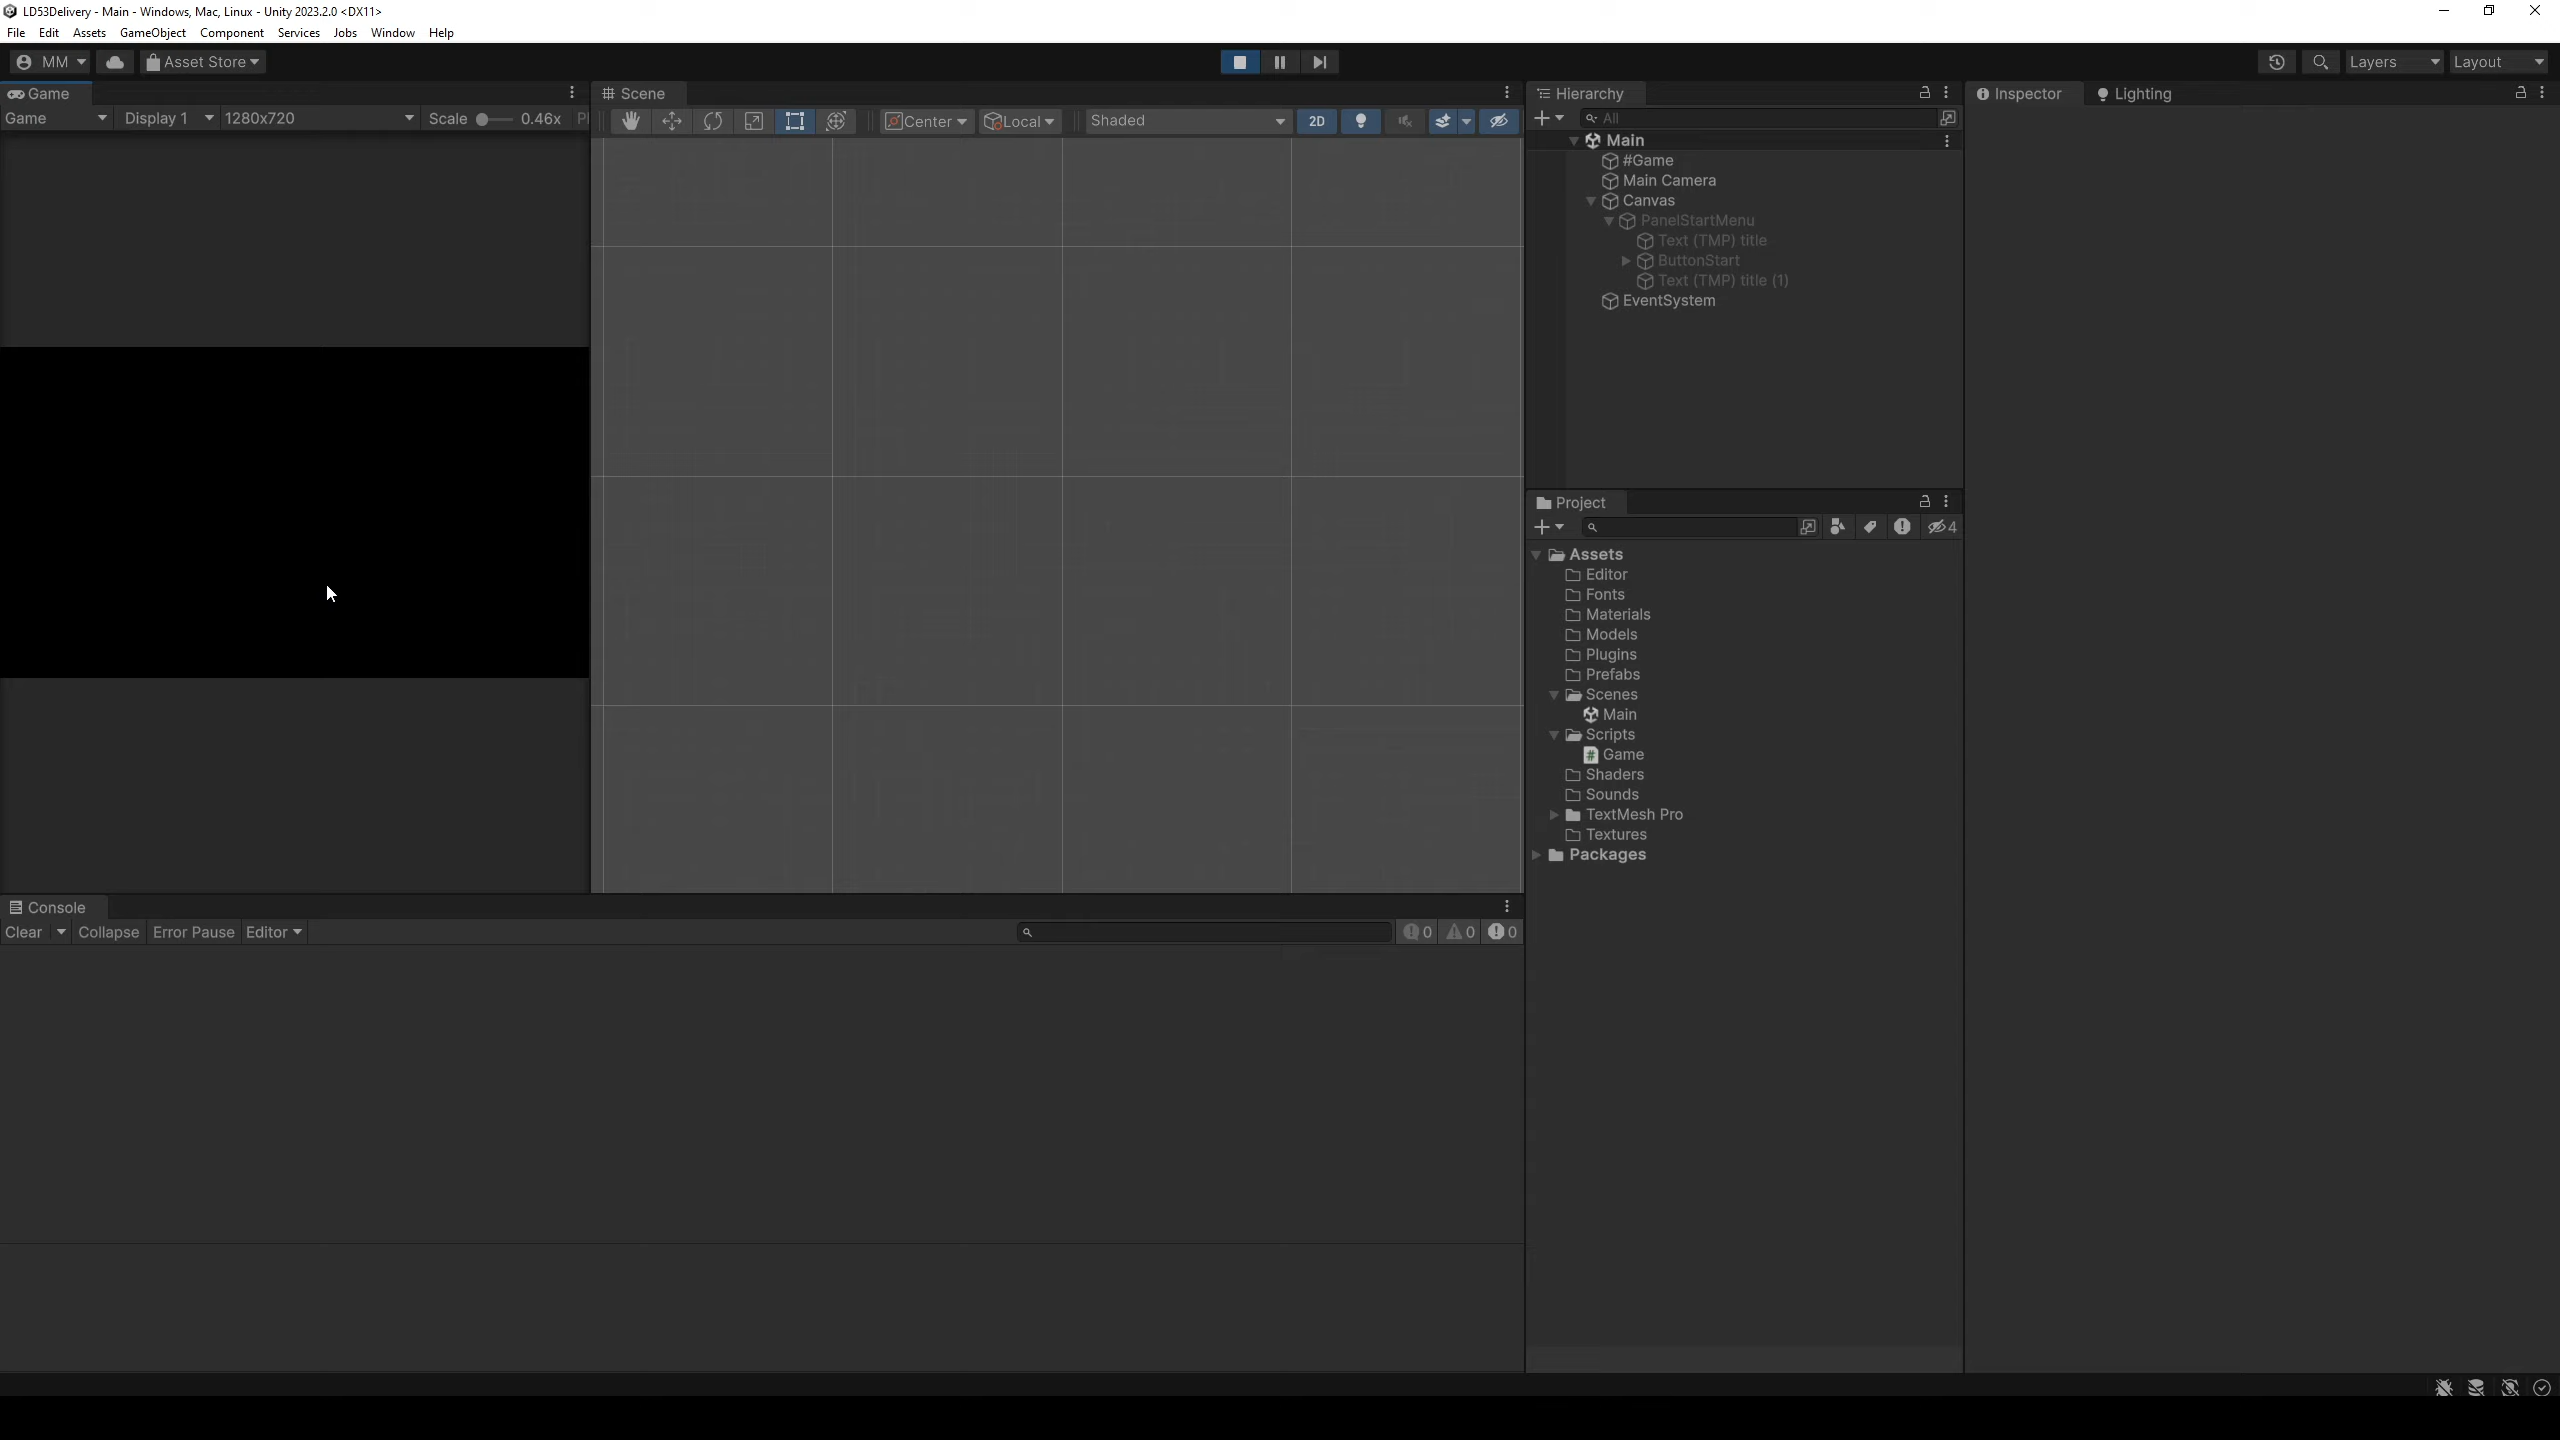 LD53Delivery - Main - Windows, Mac, Linux - Unity 2023.2.0 <DX11>
File Edit Assets GameObject Component Services Jobs Window Help
MM Asset Store Layers Layout
Game
Game Display 1 1280x720 Scale 0.46x Pl
Scene
Center Local Shaded 2D
Hierarchy
All
Main
#Game
Main Camera
Canvas
PanelStartMenu
Text (TMP) title
ButtonStart
Text (TMP) title (1)
EventSystem
Inspector Lighting
Project
4
Assets
Editor
Fonts
Materials
Models
Plugins
Prefabs
Scenes
Main
Scripts
Game
Shaders
Sounds
TextMesh Pro
Textures
Packages
Console
Clear Collapse Error Pause Editor 0 0 0